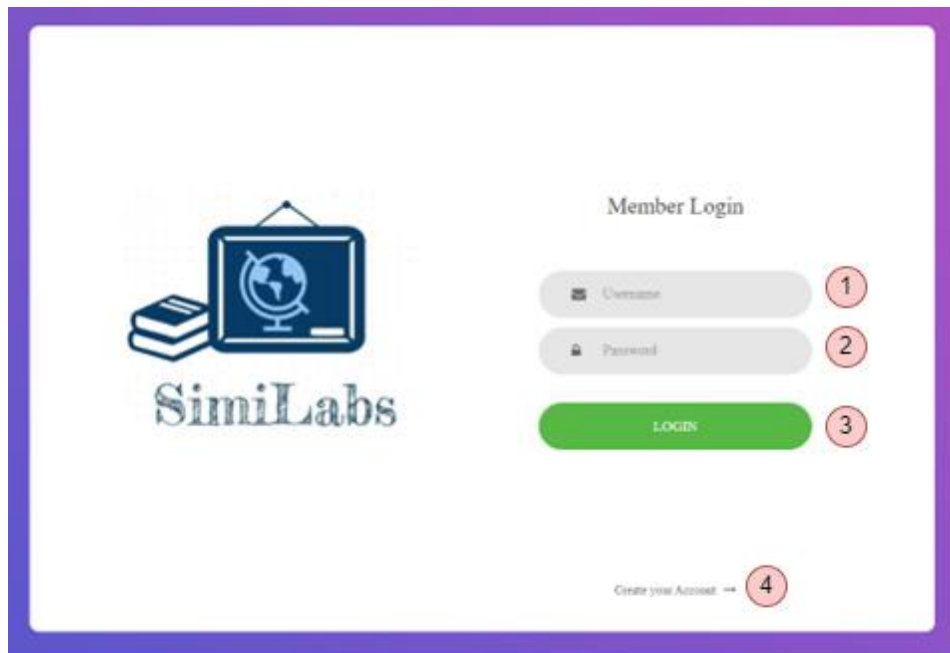 Member Login
Username
1
Password
2
SimiLabs
LOGIN
3
Create your Account →
4